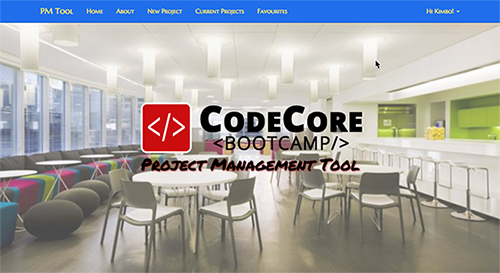 PM Tool Home About New Project Current Projects Favourites Hi Kimbo!
</> CodeCore
<BOOTCAMP/>
Project Management Tool